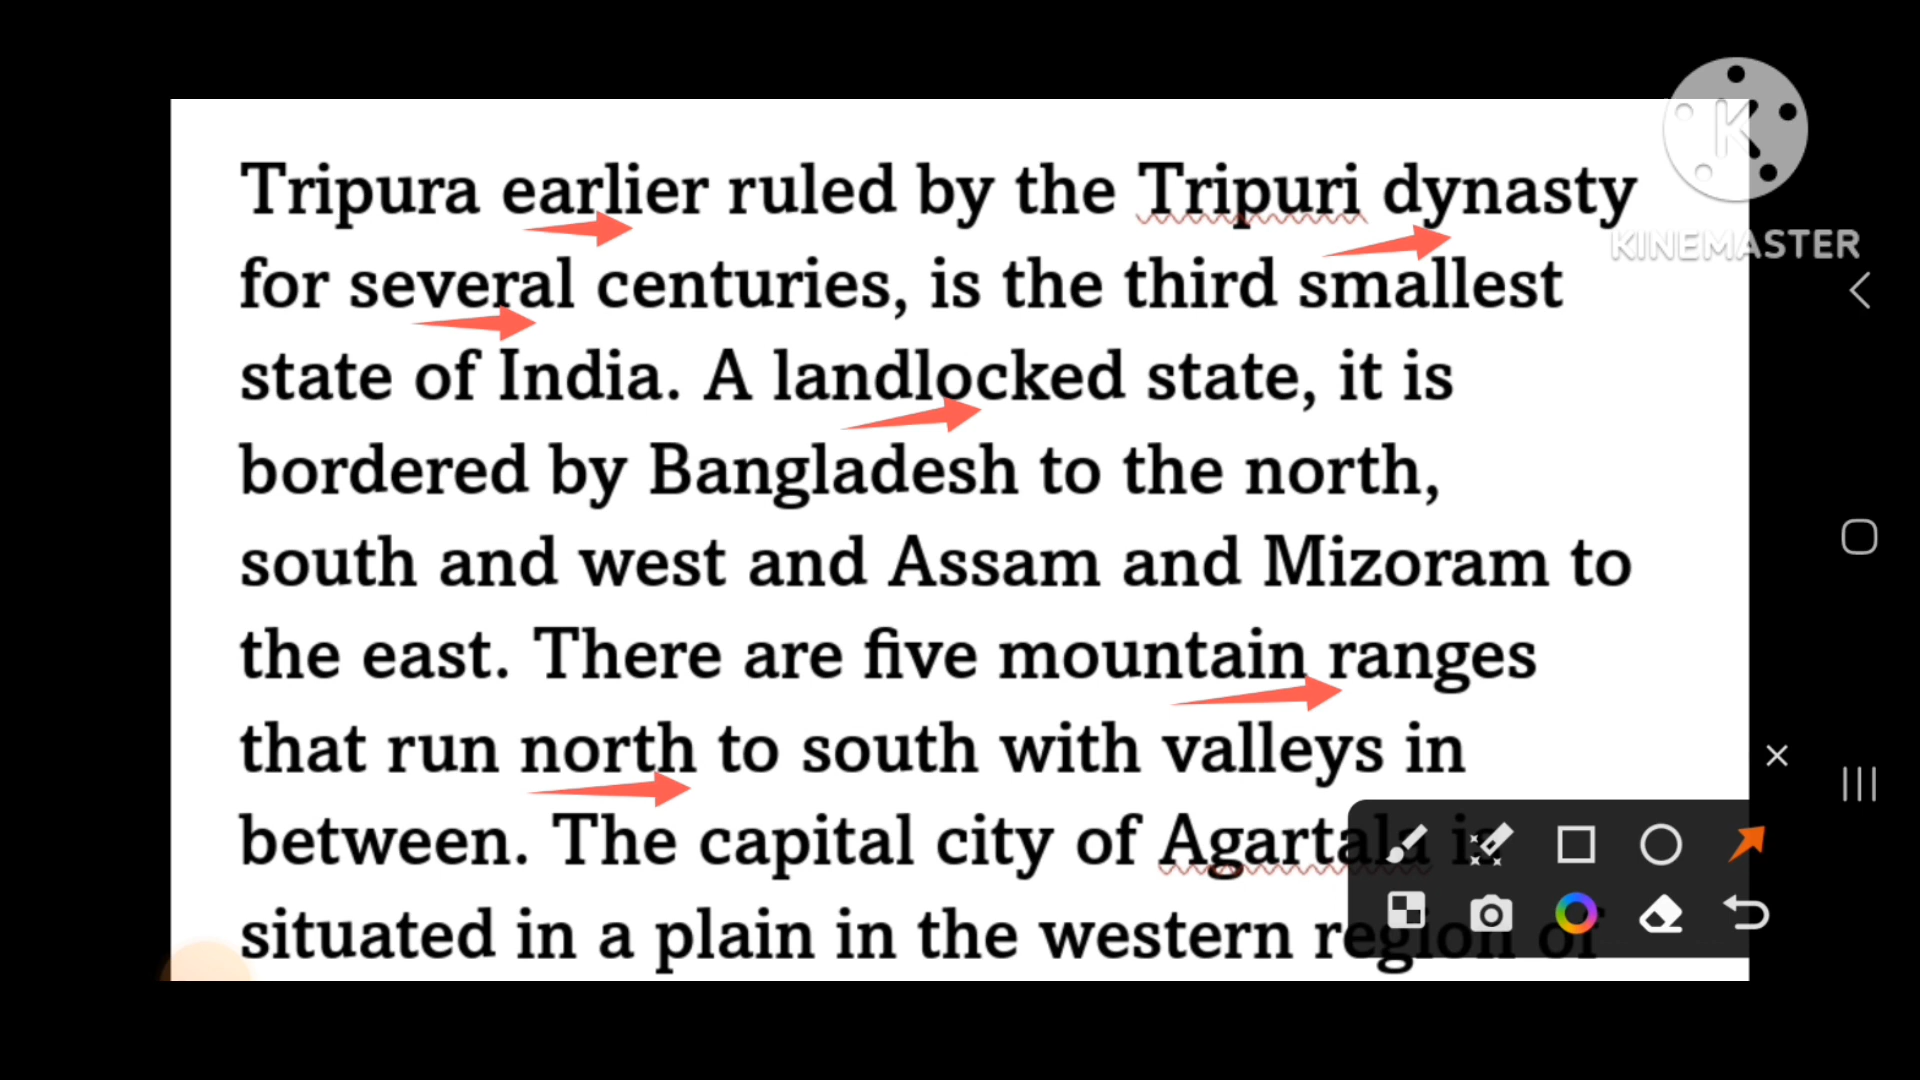 Tripura earlier ruled by the Tripuri dynasty
for several centuries, is the third smallest
state of India. A landlocked state, it is
bordered by Bangladesh to the north,
south and west and Assam and Mizoram to
the east. There are five mountain ranges
that run north to south with valleys in
between. The capital city of Agartala is
situated in a plain in the western region of
K
KINEMASTER